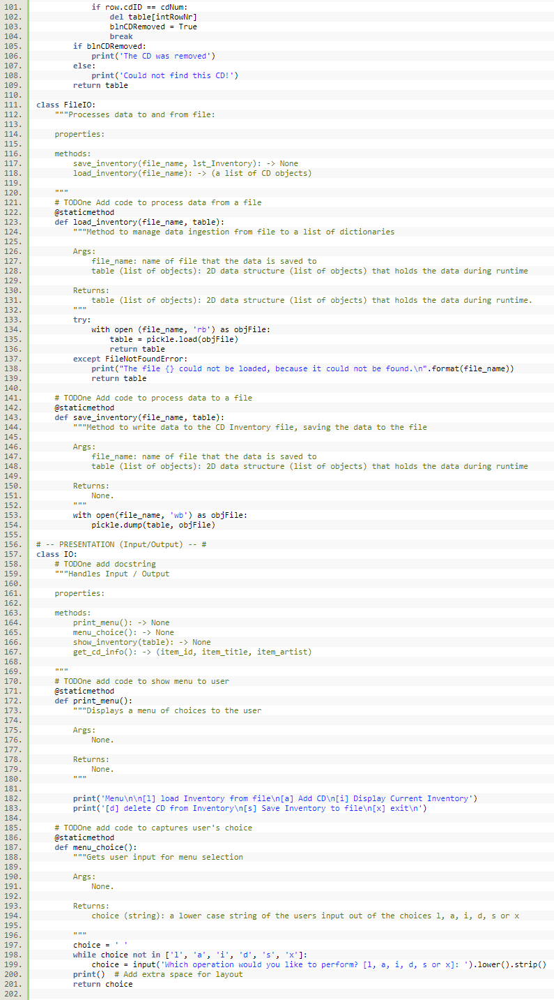 101.            if row.cdID == cdNum:
102.                del table[intRowNr]
103.                blnCDRemoved = True
104.                break
105.        if blnCDRemoved:
106.            print('The CD was removed')
107.        else:
108.            print('Could not find this CD!')
109.        return table
110.
111. class FileIO:
112.     """Processes data to and from file:
113.
114.     properties:
115.
116.     methods:
117.         save_inventory(file_name, lst_Inventory): -> None
118.         load_inventory(file_name): -> (a list of CD objects)
119.
120.     """
121.     # TODOne Add code to process data from a file
122.     @staticmethod
123.     def load_inventory(file_name, table):
124.         """Method to manage data ingestion from file to a list of dictionaries
125.
126.         Args:
127.             file_name: name of file that the data is saved to
128.             table (list of objects): 2D data structure (list of objects) that holds the data during runtime
129.
130.         Returns:
131.             table (list of objects): 2D data structure (list of objects) that holds the data during runtime.
132.         """
133.         try:
134.             with open (file_name, 'rb') as objFile:
135.                 table = pickle.load(objFile)
136.                 return table
137.         except FileNotFoundError:
138.             print("The file {} could not be loaded, because it could not be found.\n".format(file_name))
139.             return table
140.
141.     # TODOne Add code to process data to a file
142.     @staticmethod
143.     def save_inventory(file_name, table):
144.         """Method to write data to the CD Inventory file, saving the data to the file
145.
146.         Args:
147.             file_name: name of file that the data is saved to
148.             table (list of objects): 2D data structure (list of objects) that holds the data during runtime
149.
150.         Returns:
151.             None.
152.         """
153.         with open(file_name, 'wb') as objFile:
154.             pickle.dump(table, objFile)
155.
156. # -- PRESENTATION (Input/Output) -- #
157. class IO:
158.     # TODOne add docstring
159.     """Handles Input / Output
160.
161.     properties:
162.
163.     methods:
164.         print_menu(): -> None
165.         menu_choice(): -> None
166.         show_inventory(table): -> None
167.         get_cd_info(): -> (item_id, item_title, item_artist)
168.
169.     """
170.     # TODOne add code to show menu to user
171.     @staticmethod
172.     def print_menu():
173.         """Displays a menu of choices to the user
174.
175.         Args:
176.             None.
177.
178.         Returns:
179.             None.
180.         """
181.
182.         print('Menu\n\n[l] load Inventory from file\n[a] Add CD\n[i] Display Current Inventory')
183.         print('[d] delete CD from Inventory\n[s] Save Inventory to file\n[x] exit\n')
184.
185.     # TODOne add code to captures user's choice
186.     @staticmethod
187.     def menu_choice():
188.         """Gets user input for menu selection
189.
190.         Args:
191.             None.
192.
193.         Returns:
194.             choice (string): a lower case string of the users input out of the choices l, a, i, d, s or x
195.
196.         """
197.         choice = ' '
198.         while choice not in ['l', 'a', 'i', 'd', 's', 'x']:
199.             choice = input('Which operation would you like to perform? [l, a, i, d, s or x]: ').lower().strip()
200.         print()  # Add extra space for layout
201.         return choice
202.